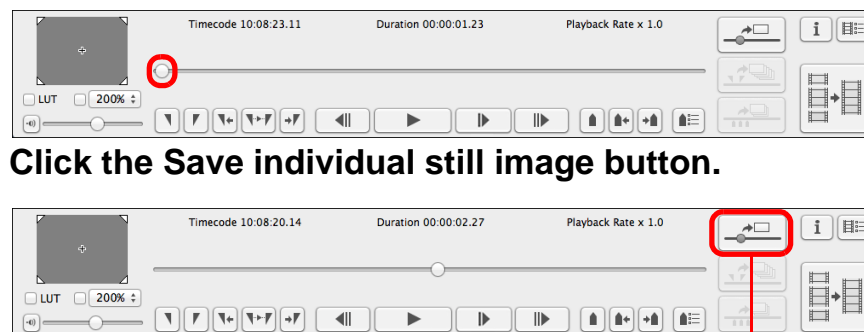 Timecode 10:08:23.11 Duration 00:00:01.23 Playback Rate x 1.0
i
LUT 200%
Click the Save individual still image button.
Timecode 10:08:20.14 Duration 00:00:02.27 Playback Rate x 1.0
i
LUT 200%